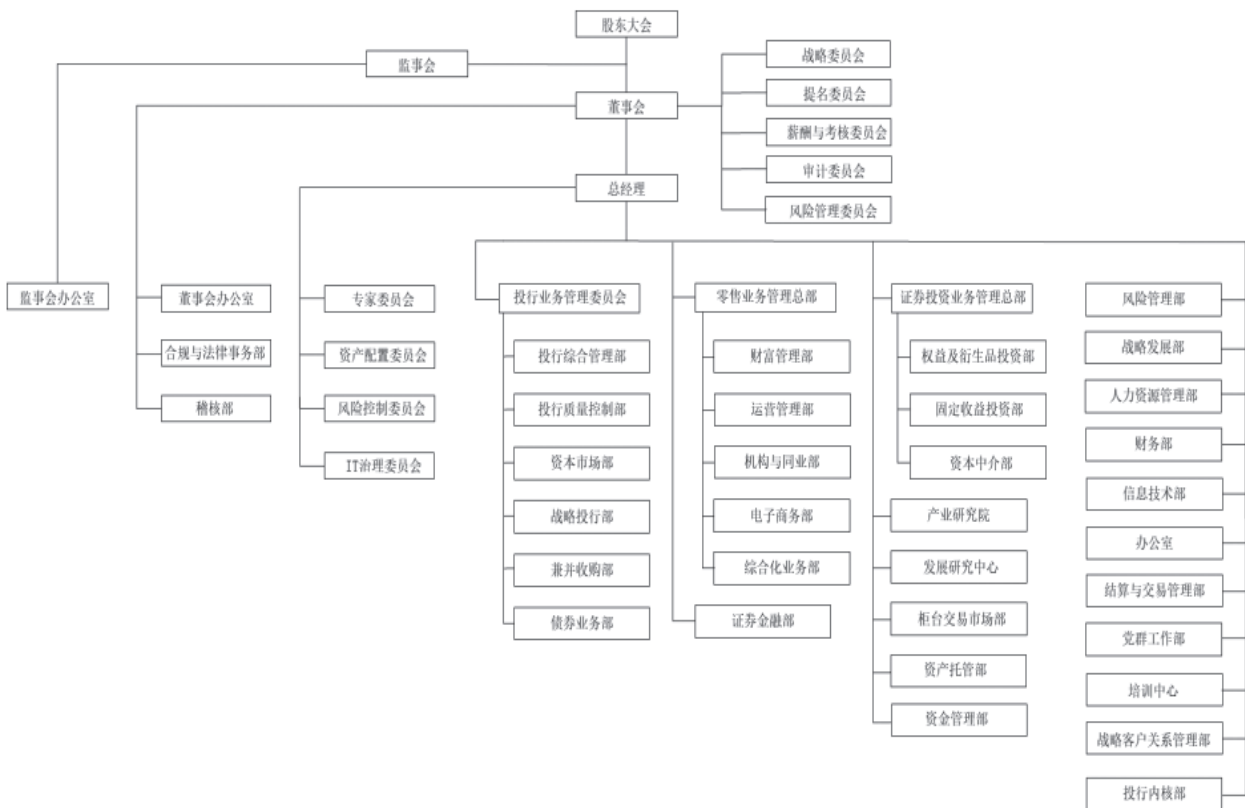 股东大会
监事会
战略委员会
提名委员会
董事会
薪酬与考核委员会
审计委员会
总经理
风险管理委员会
监事会办公室
董事会办公室
合规与法律事务部
稽核部
专家委员会
资产配置委员会
风险控制委员会
IT治理委员会
投行业务管理委员会
投行综合管理部
投行质量控制部
资本市场部
战略投行部
兼并收购部
债券业务部
零售业务管理总部
财富管理部
运营管理部
机构与同业部
电子商务部
综合化业务部
证券金融部
证券投资业务管理总部
权益及衍生品投资部
固定收益投资部
资本中介部
产业研究院
发展研究中心
柜台交易市场部
资产托管部
资金管理部
风险管理部
战略发展部
人力资源管理部
财务部
信息技术部
办公室
结算与交易管理部
党群工作部
培训中心
战略客户关系管理部
投行内核部